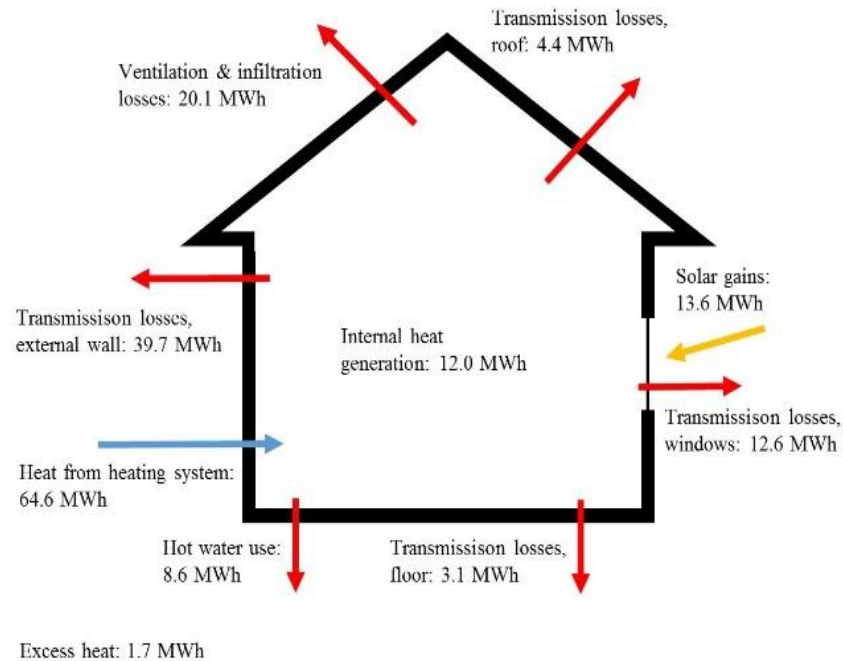 Transmissison losses,
roof: 4.4 MWh
Ventilation & infiltration
losses: 20.1 MWh
Solar gains:
13.6 MWh
Transmissison losses,
external wall: 39.7 MWh
Internal heat
generation: 12.0 MWh
Transmissison losses,
windows: 12.6 MWh
Heat from heating system:
64.6 MWh
Hot water use:
8.6 MWh
Transmissison losses,
floor: 3.1 MWh
Excess heat: 1.7 MWh